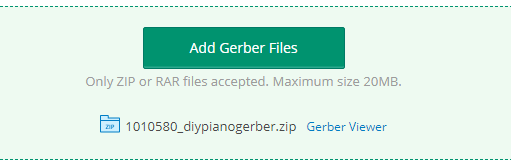 Add Gerber Files
Only ZIP or RAR files accepted. Maximum size 20MB.
ZIP 1010580_diypianogerber.zip Gerber Viewer